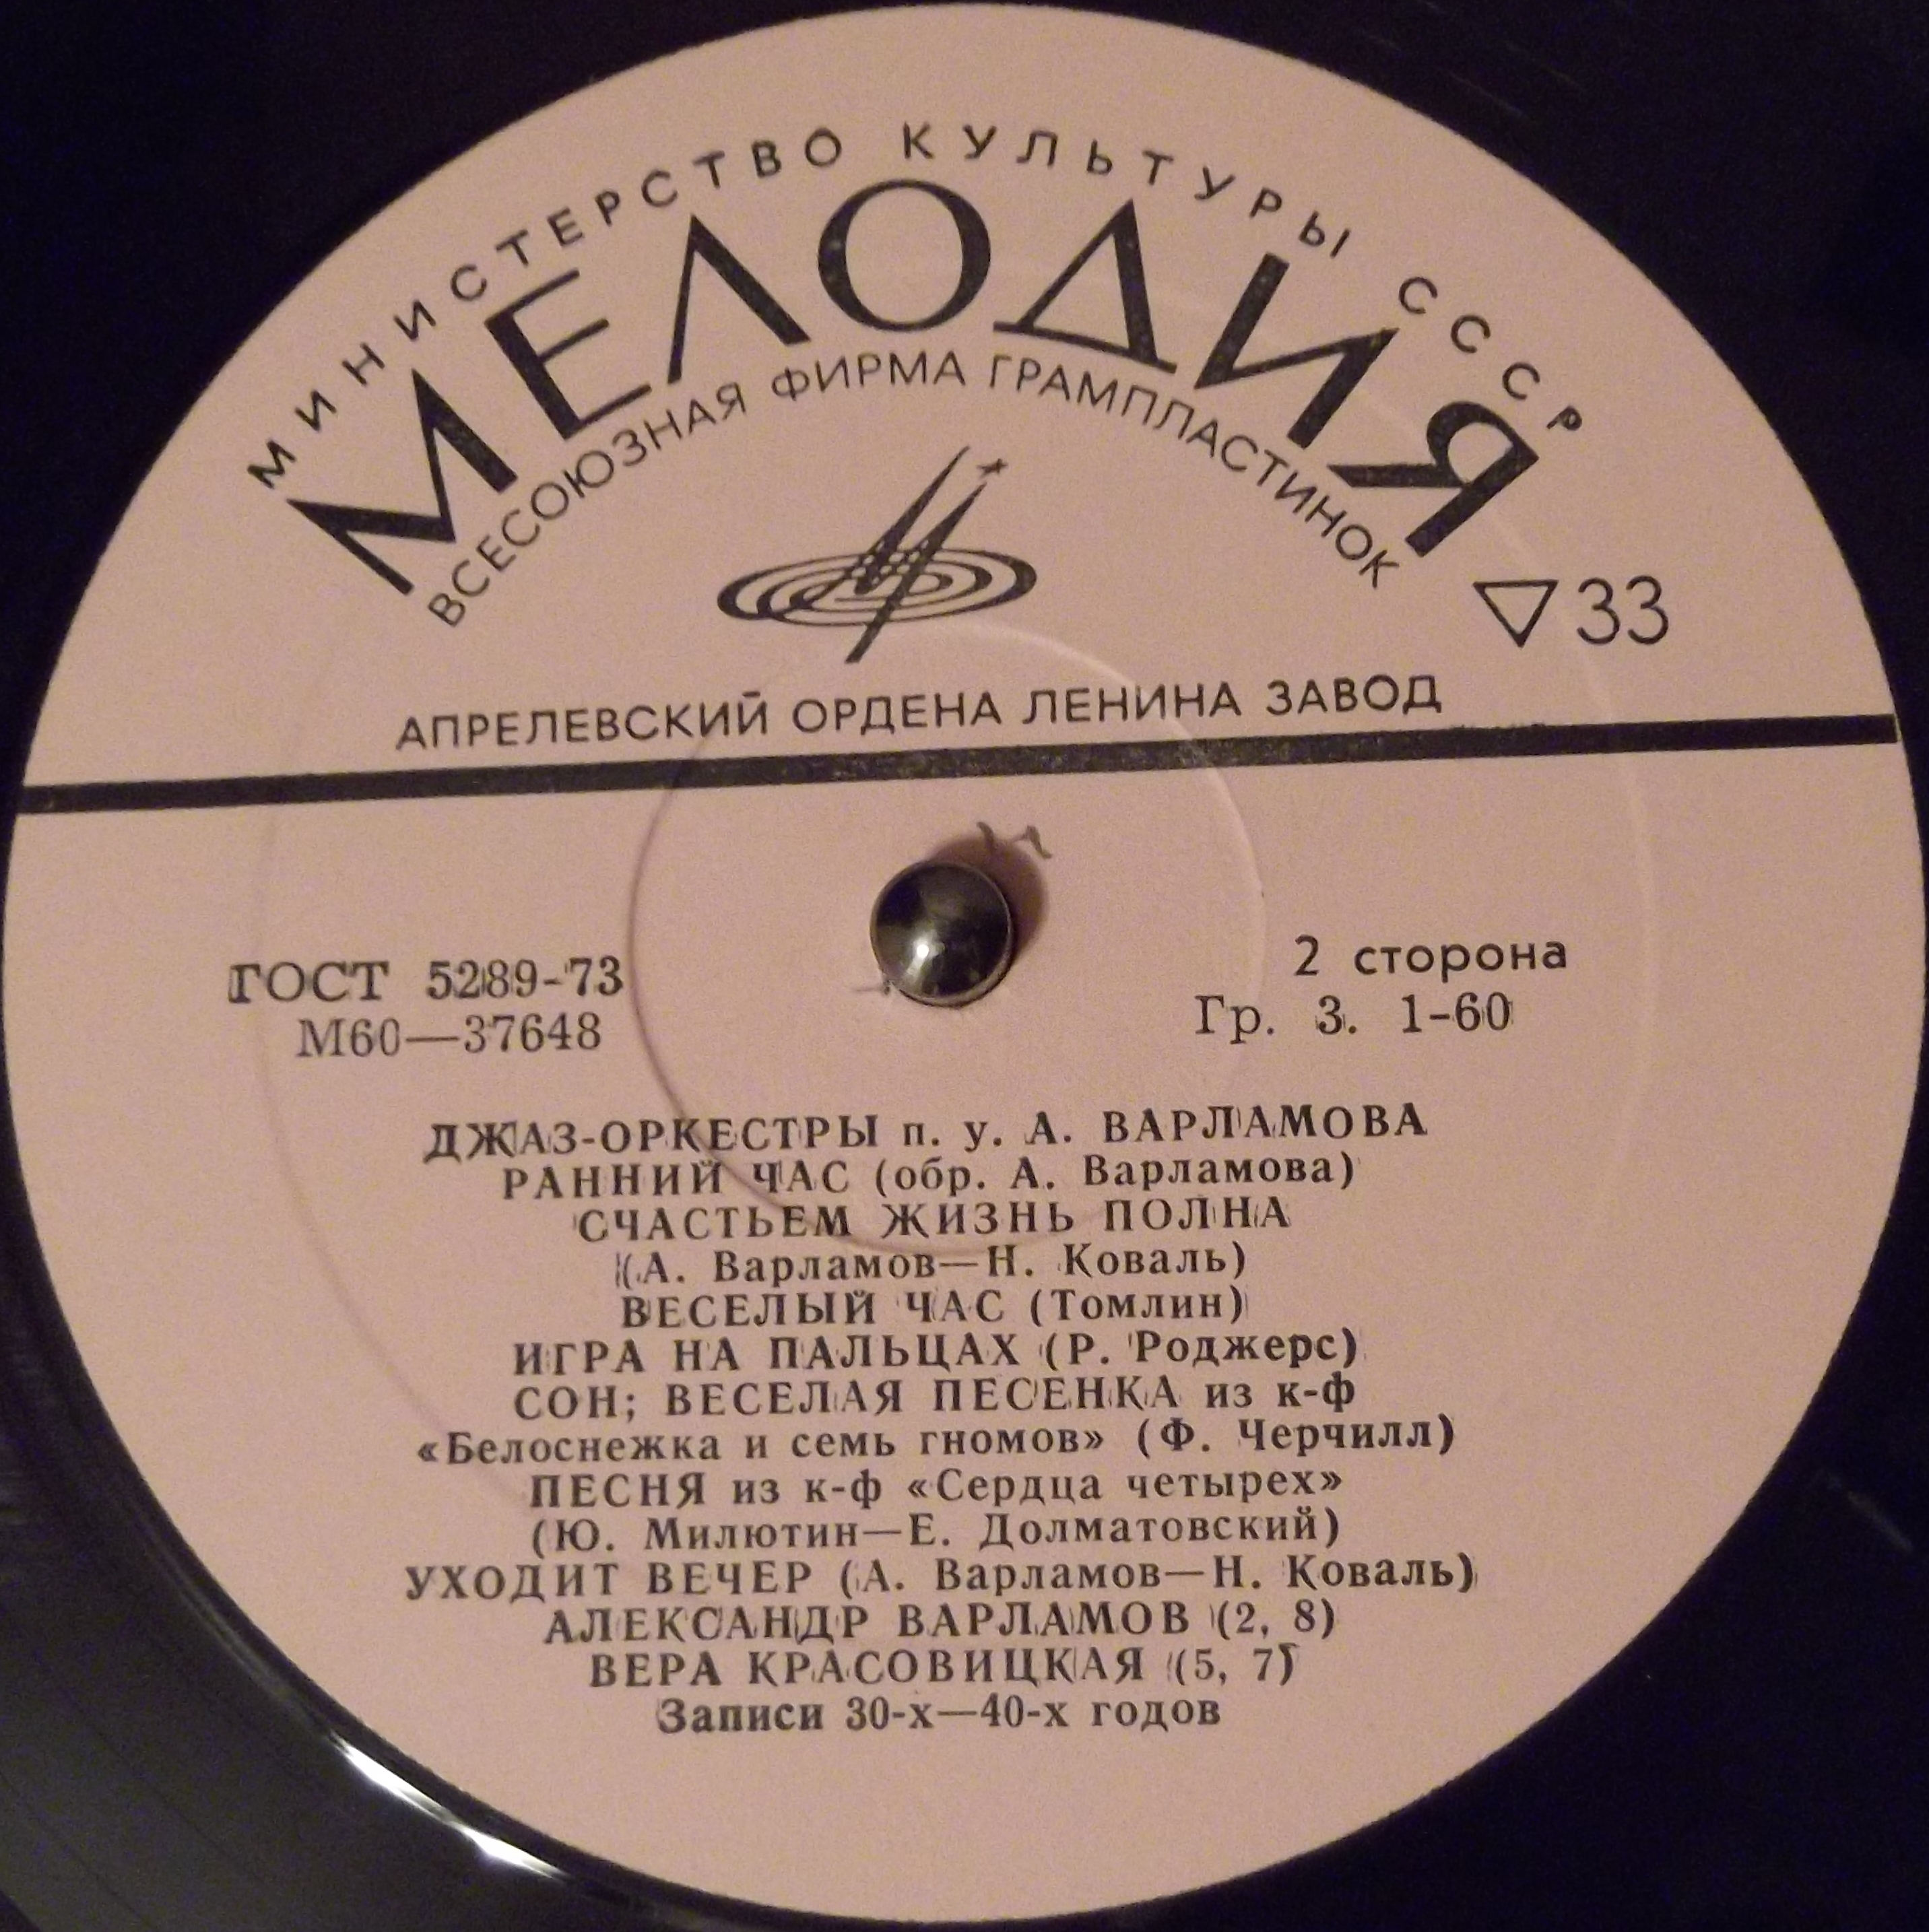 МИНИСТЕРСТВО КУЛЬТУРЫ СССР
МЕЛОДИЯ
ВСЕСОЮЗНАЯ ФИРМА ГРАМПЛАСТИНОК
33
АПРЕЛЕВСКИЙ ОРДЕНА ЛЕНИНА ЗАВОД
ГОСТ 5289-73
М60—37648
2 сторона
Гр. 3. 1-60
ДЖАЗ-ОРКЕСТРЫ п. у. А. ВАРЛАМОВА
РАННИЙ ЧАС (обр. А. Варламова)
СЧАСТЬЕМ ЖИЗНЬ ПОЛНА
(А. Варламов—Н. Коваль)
ВЕСЕЛЫЙ ЧАС (Томлин)
ИГРА НА ПАЛЬЦАХ (Р. Роджерс)
СОН; ВЕСЕЛАЯ ПЕСЕНКА из к-ф
«Белоснежка и семь гномов» (Ф. Черчилл)
ПЕСНЯ из к-ф «Сердца четырех»
(Ю. Милютин—Е. Долматовский)
УХОДИТ ВЕЧЕР (А. Варламов—Н. Коваль)
АЛЕКСАНДР ВАРЛАМОВ (2, 8)
ВЕРА КРАСОВИЦКАЯ (5, 7)
Записи 30-х—40-х годов